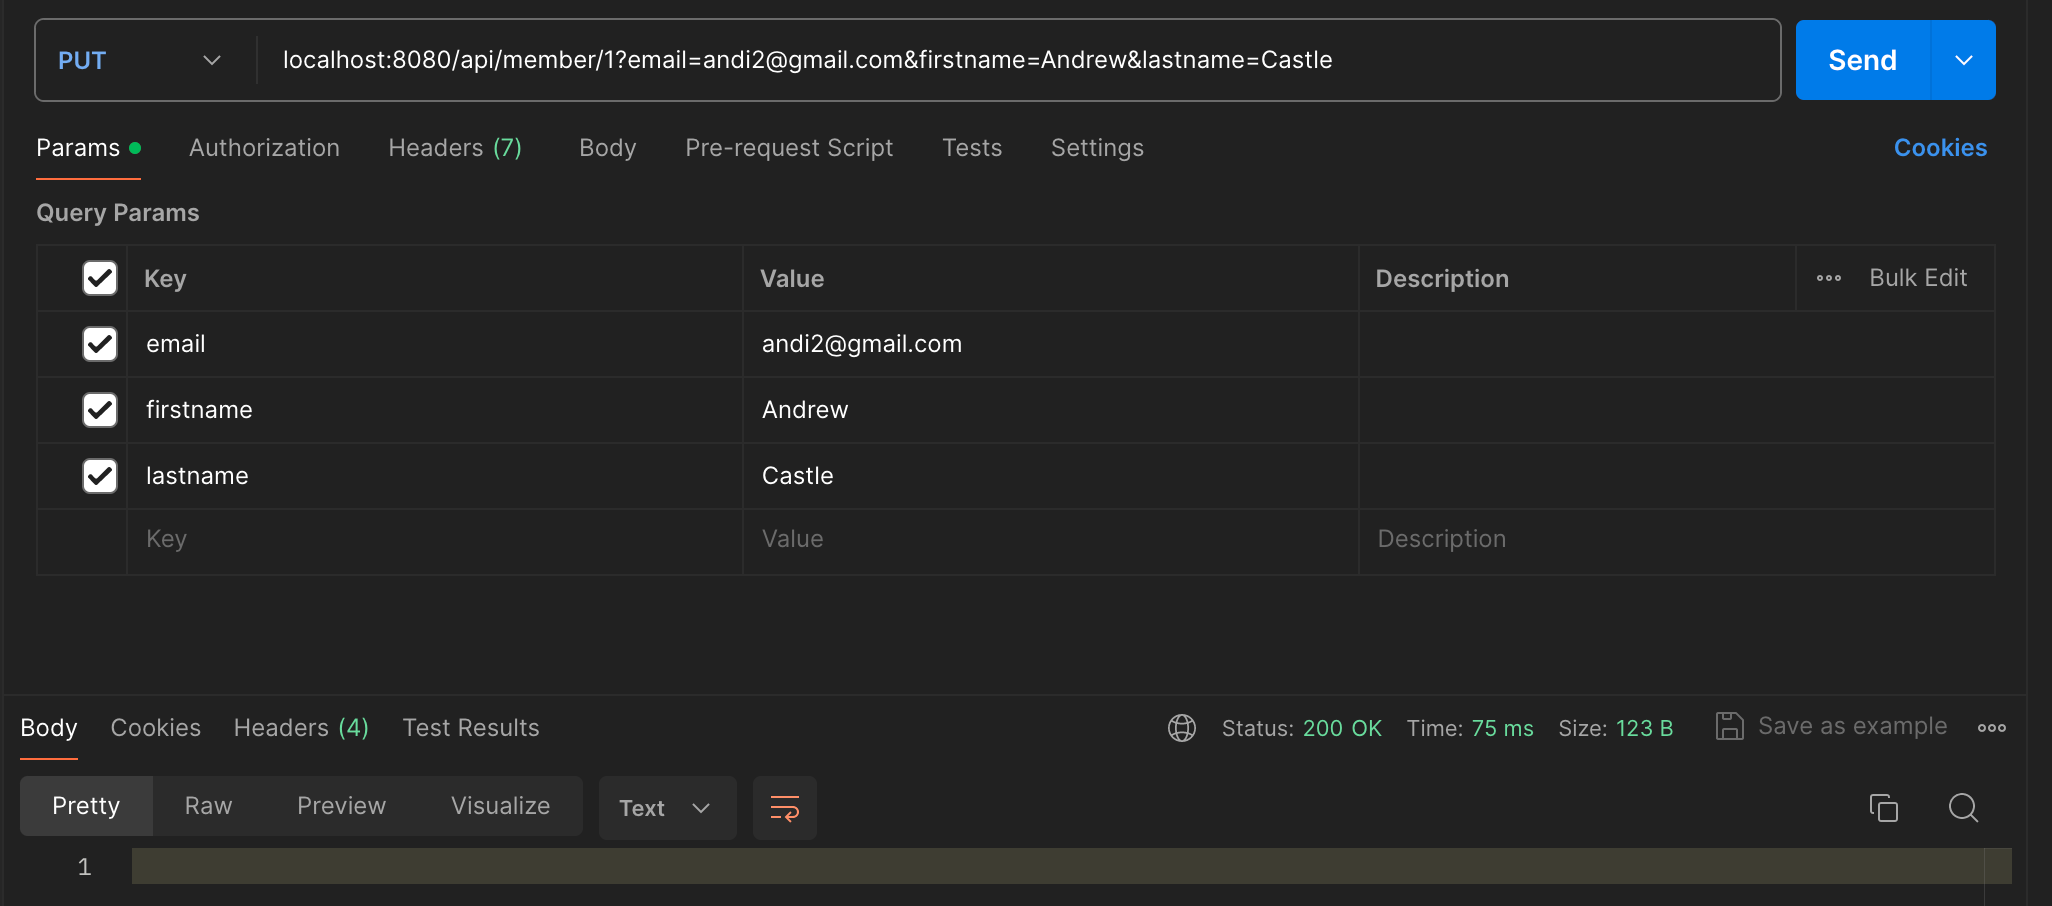 PUT localhost:8080/api/member/1?email=andi2@gmail.com&firstname=Andrew&lastname=Castle Send
Params Authorization Headers (7) Body Pre-request Script Tests Settings Cookies
Query Params
Key Value Description Bulk Edit
email andi2@gmail.com
firstname Andrew
lastname Castle
Key Value Description
Body Cookies Headers (4) Test Results Status: 200 OK Time: 75 ms Size: 123 B Save as example
Pretty Raw Preview Visualize Text
1